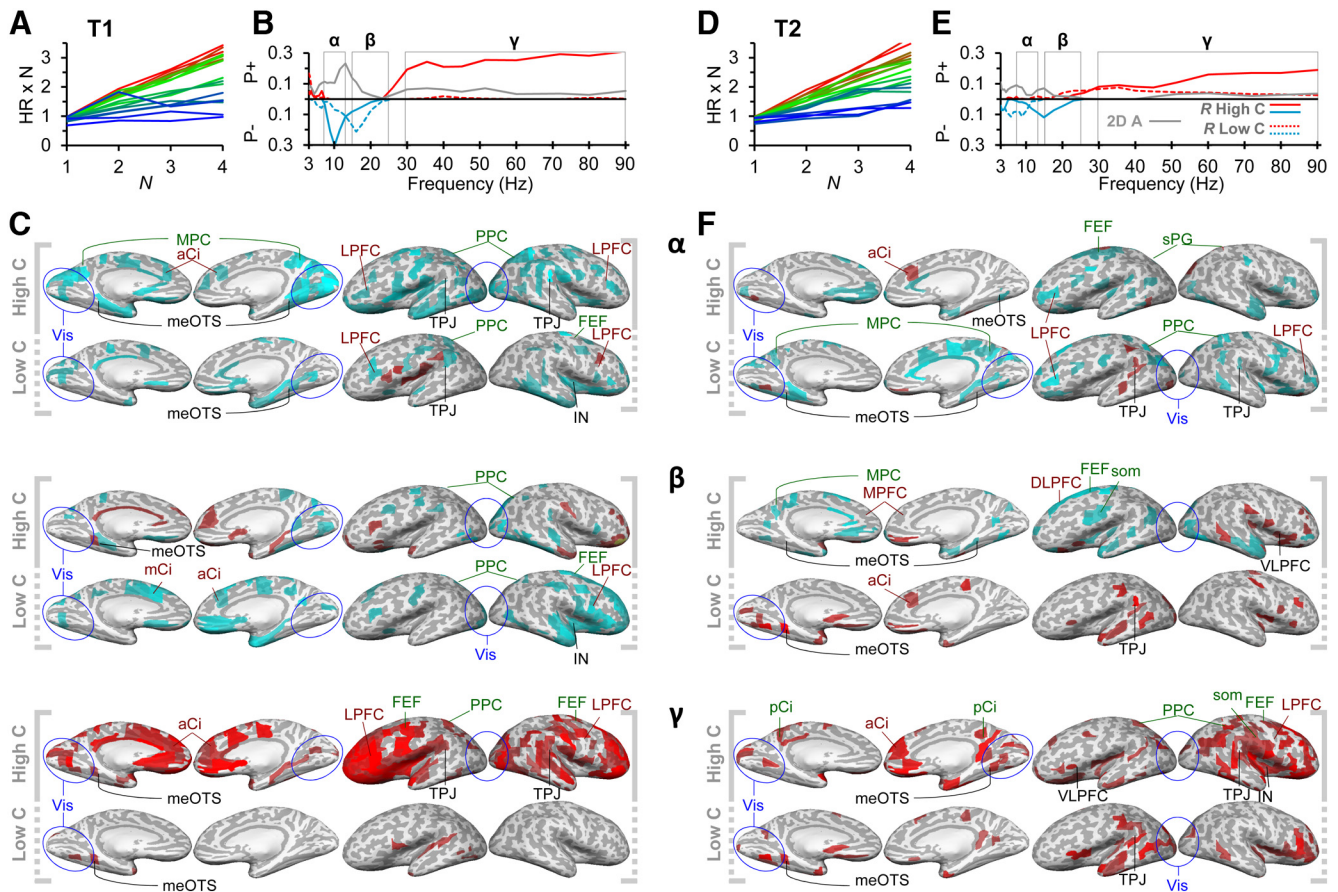 A T1
HR x N
3
2
1
0
1 2 3 4
N
B
α β γ
P+
P-
0.3
0.1
0.1
0.3
3 10 20 30 40 50 60 70 80 90
Frequency (Hz)
D T2
HR x N
3
2
1
0
1 2 3 4
N
E
α β γ
P+
P-
0.3
0.1
0.1
0.3
2D A
R High C
R Low C
3 10 20 30 40 50 60 70 80 90
Frequency (Hz)
C
High C
Low C
MPC
aCi
LPFC
PPC
LPFC
Vis
meOTS
TPJ
TPJ
LPFC
PPC
FEF
LPFC
meOTS
TPJ
IN
High C
Low C
PPC
Vis
meOTS
mCi
aCi
PPC
FEF
LPFC
Vis
IN
High C
Low C
aCi
LPFC
FEF
PPC
FEF
LPFC
Vis
meOTS
TPJ
TPJ
meOTS
F
α
High C
Low C
aCi
FEF
sPG
Vis
meOTS
LPFC
MPC
PPC
LPFC
meOTS
TPJ
Vis
TPJ
β
High C
Low C
MPC
MPFC
DLPFC
FEF
som
Vis
meOTS
VLPFC
aCi
meOTS
TPJ
γ
High C
Low C
pCi
aCi
pCi
PPC
som
FEF
LPFC
Vis
meOTS
VLPFC
TPJ
IN
meOTS
TPJ
Vis